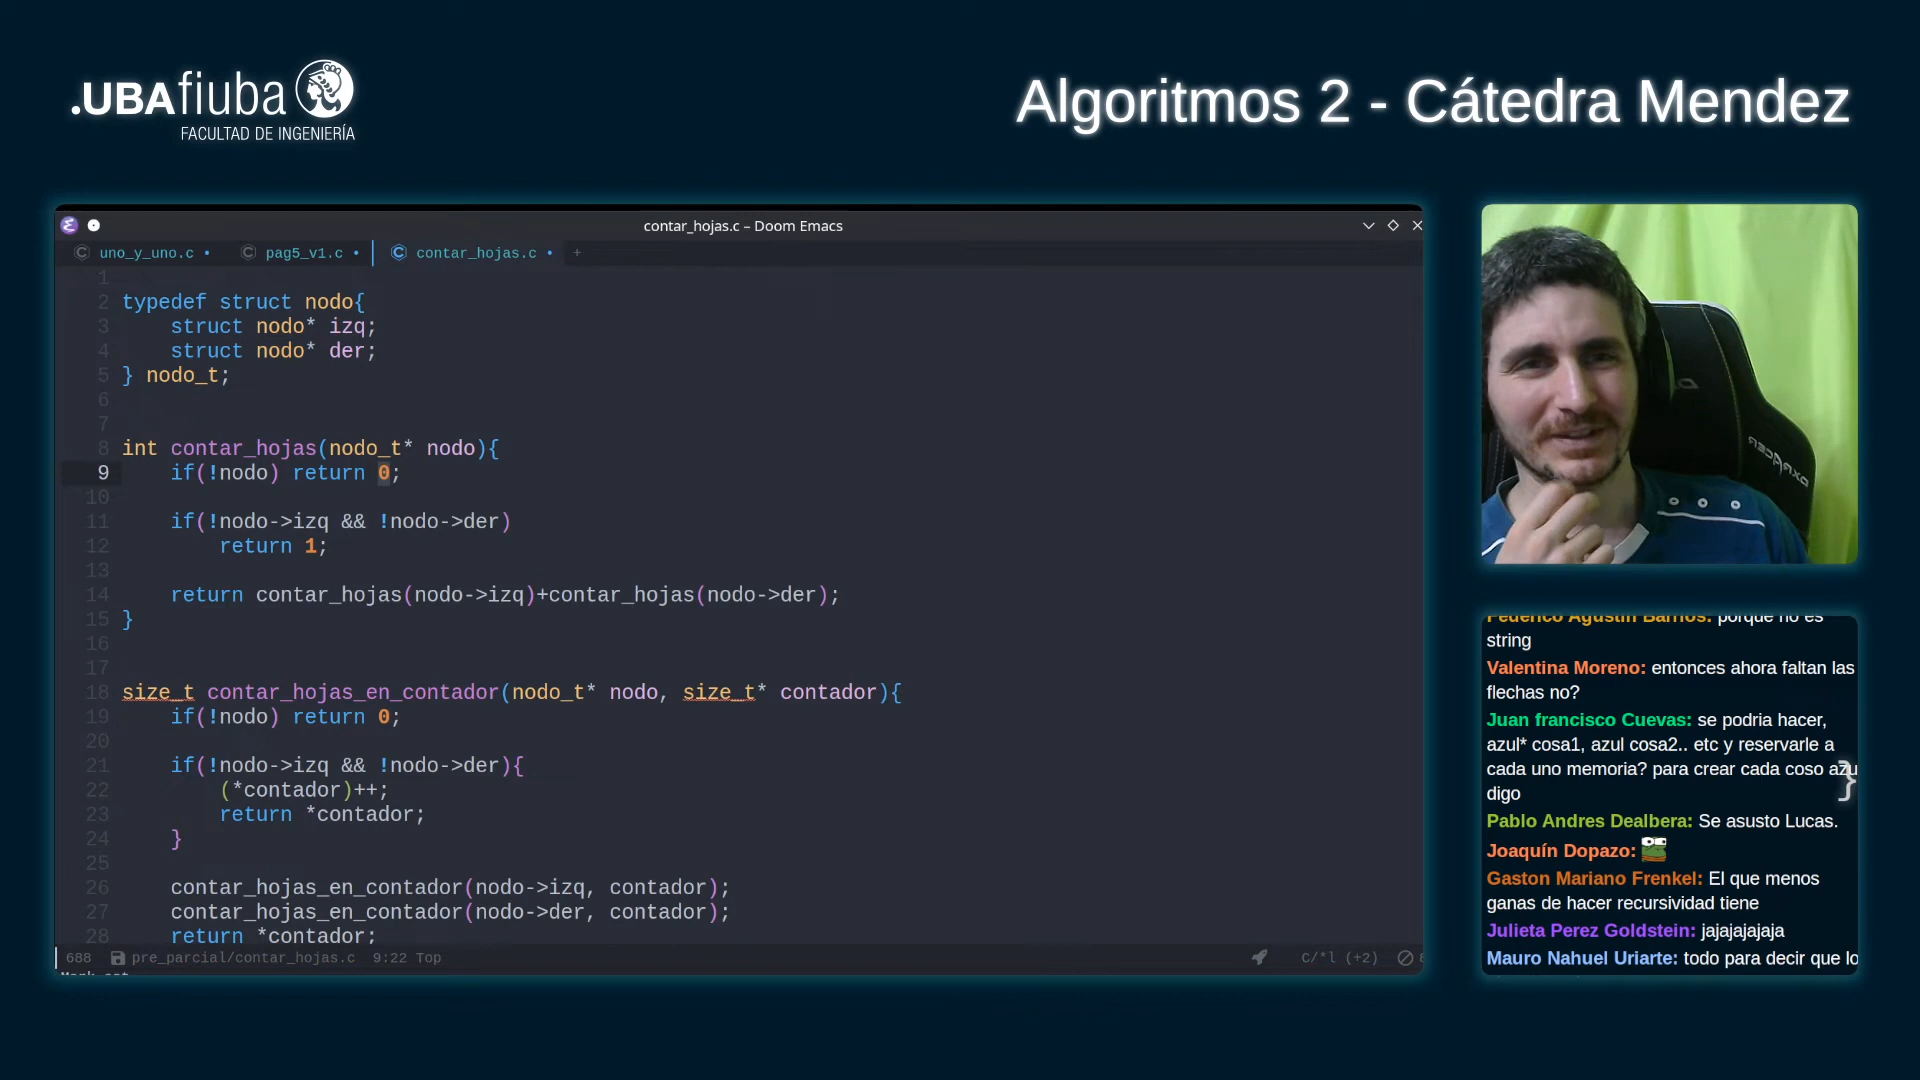 .UBAfiuba
FACULTAD DE INGENIERÍA
Algoritmos 2 - Cátedra Mendez
contar_hojas.c – Doom Emacs
uno_y_uno.c • pag5_v1.c • contar_hojas.c • +
1
2 typedef struct nodo{
3 struct nodo* izq;
4 struct nodo* der;
5 } nodo_t;
6
7
8 int contar_hojas(nodo_t* nodo){
9 if(!nodo) return 0;
10
11 if(!nodo->izq && !nodo->der)
12 return 1;
13
14 return contar_hojas(nodo->izq)+contar_hojas(nodo->der);
15 }
16
17
18 size_t contar_hojas_en_contador(nodo_t* nodo, size_t* contador){
19 if(!nodo) return 0;
20
21 if(!nodo->izq && !nodo->der){
22 (*contador)++;
23 return *contador;
24 }
25
26 contar_hojas_en_contador(nodo->izq, contador);
27 contar_hojas_en_contador(nodo->der, contador);
28 return *contador;
688 pre_parcial/contar_hojas.c 9:22 Top C/*l (+2)
DXRACER
Federico Agustin Barrios: porque no es
string
Valentina Moreno: entonces ahora faltan las
flechas no?
Juan francisco Cuevas: se podria hacer,
azul* cosa1, azul cosa2.. etc y reservarle a
cada uno memoria? para crear cada coso azu
digo
}
Pablo Andres Dealbera: Se asusto Lucas.
Joaquín Dopazo:
Gaston Mariano Frenkel: El que menos
ganas de hacer recursividad tiene
Julieta Perez Goldstein: jajajajajaja
Mauro Nahuel Uriarte: todo para decir que lo